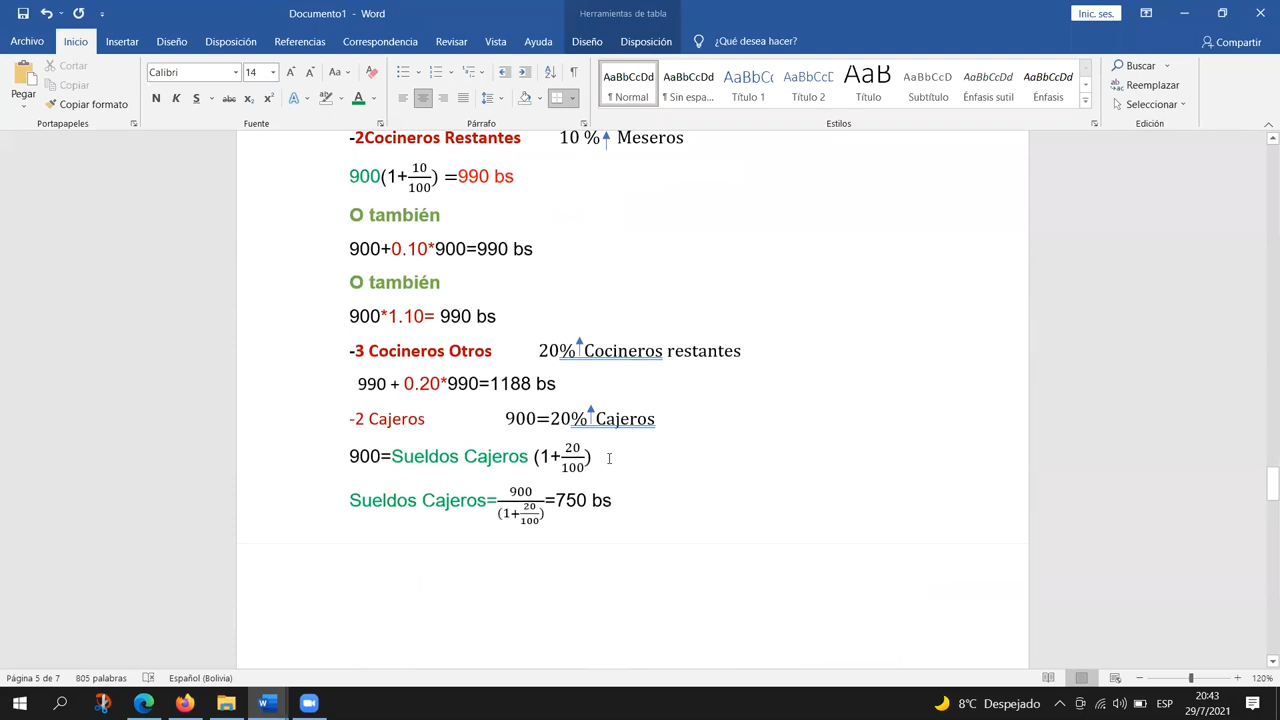 Documento1 - Word
Herramientas de tabla
Inic. ses.
Archivo Inicio Insertar Diseño Disposición Referencias Correspondencia Revisar Vista Ayuda Diseño Disposición ¿Qué desea hacer? Compartir
Pegar
Cortar
Copiar
Copiar formato
Portapapeles
Calibri 14
N K S abc x₂ x²
Fuente
Párrafo
AaBbCcDd
¶ Normal
AaBbCcDd
¶ Sin espa...
AaBbCc
Título 1
AaBbCcD
Título 2
AaB
Título
AaBbCcD
Subtítulo
AaBbCcDd
Énfasis sutil
AaBbCcDd
Énfasis
Estilos
Buscar
Reemplazar
Seleccionar
Edición
-2Cocineros Restantes 10 %↑ Meseros
900(1+10/100) =990 bs
O también
900+0.10*900=990 bs
O también
900*1.10= 990 bs
-3 Cocineros Otros 20%↑Cocineros restantes
990 + 0.20*990=1188 bs
-2 Cajeros 900=20%↑Cajeros
900=Sueldos Cajeros (1+20/100)
Sueldos Cajeros=900/(1+20/100)=750 bs
Página 5 de 7 805 palabras Español (Bolivia) 120%
8°C Despejado ESP 20:43
29/7/2021